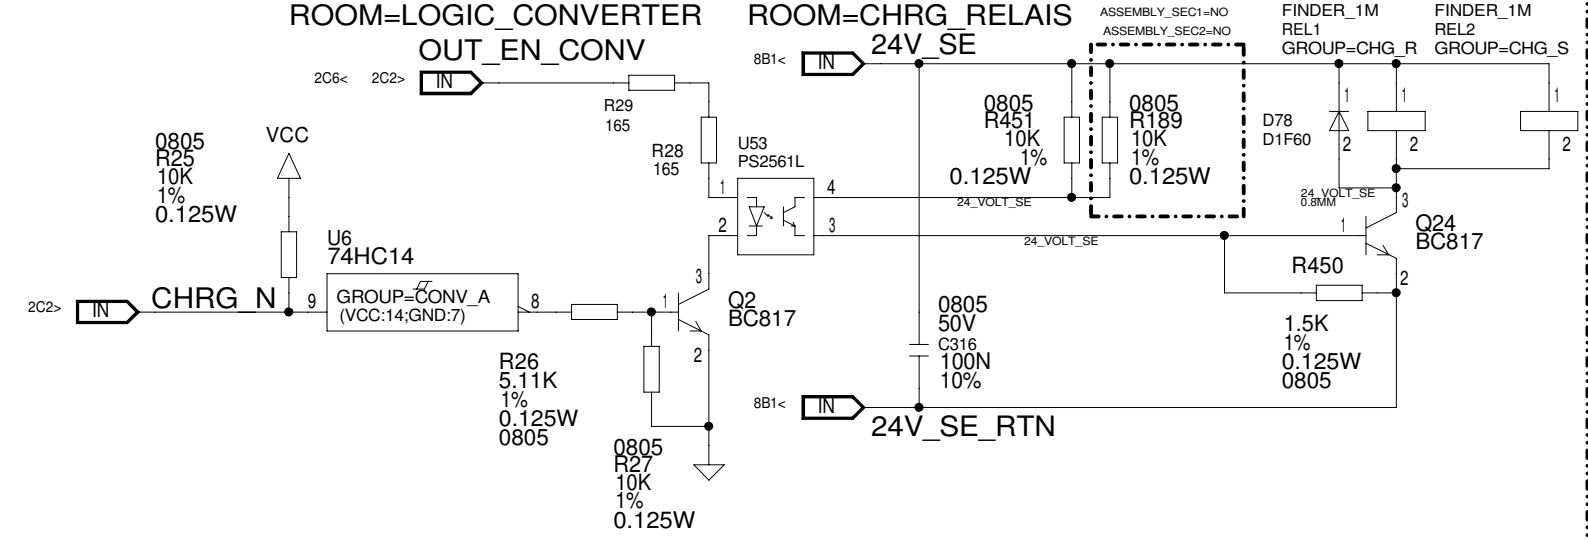 ROOM=LOGIC_CONVERTER
OUT_EN_CONV
2C6<
2C2>
IN
R29
165
R28
165
U53
PS2561L
1
2
4
3
0805
R25
10K
1%
0.125W
VCC
U6
74HC14
2C2>
IN
CHRG_N
9
GROUP=CONV_A
(VCC:14;GND:7)
8
R26
5.11K
1%
0.125W
0805
3
1
2
Q2
BC817
0805
R27
10K
1%
0.125W
ROOM=CHRG_RELAIS
24V_SE
8B1<
IN
ASSEMBLY_SEC1=NO
ASSEMBLY_SEC2=NO
0805
R451
10K
1%
0.125W
0805
R189
10K
1%
0.125W
24_VOLT_SE
24_VOLT_SE
0805
50V
C316
100N
10%
8B1<
IN
24V_SE_RTN
FINDER_1M
REL1
GROUP=CHG_R
FINDER_1M
REL2
GROUP=CHG_S
D78
D1F60
1
2
1
2
1
2
24_VOLT_SE
0.8MM
3
1
2
Q24
BC817
R450
1.5K
1%
0.125W
0805